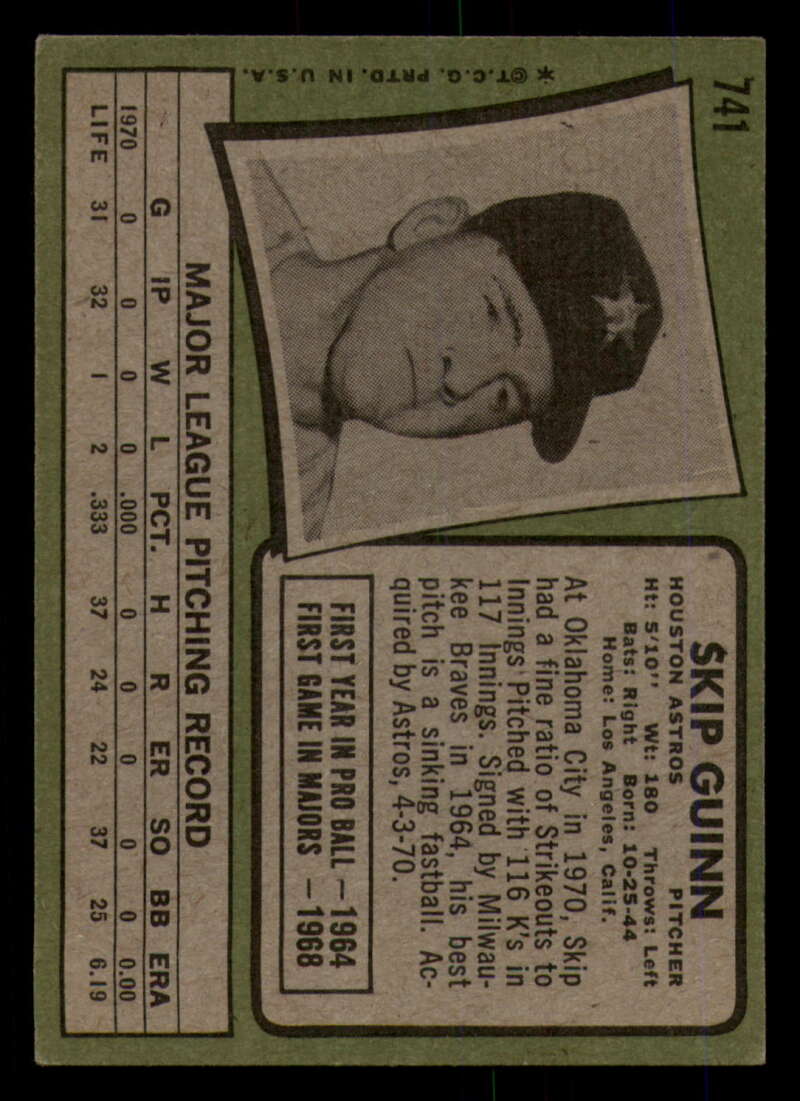 741
SKIP GUINN
HOUSTON ASTROS PITCHER
Ht: 5'10" Wt: 180 Throws: Left
Bats: Right Born: 10-25-44
Home: Los Angeles, Calif.
At Oklahoma City in 1970, Skip
had a fine ratio of Strikeouts to
Innings Pitched with 116 K's in
117 Innings. Signed by Milwau-
kee Braves in 1964, his best
pitch is a sinking fastball. Ac-
quired by Astros, 4-3-70.
FIRST YEAR IN PRO BALL — 1964
FIRST GAME IN MAJORS — 1968
MAJOR LEAGUE PITCHING RECORD
G IP W L PCT. H R ER SO BB ERA
1970 0 0 0 0 .000 0 0 0 0 0 0.00
LIFE 31 32 1 2 .333 37 24 22 37 25 6.19
* ©T.C.G. PRTD. IN U.S.A.